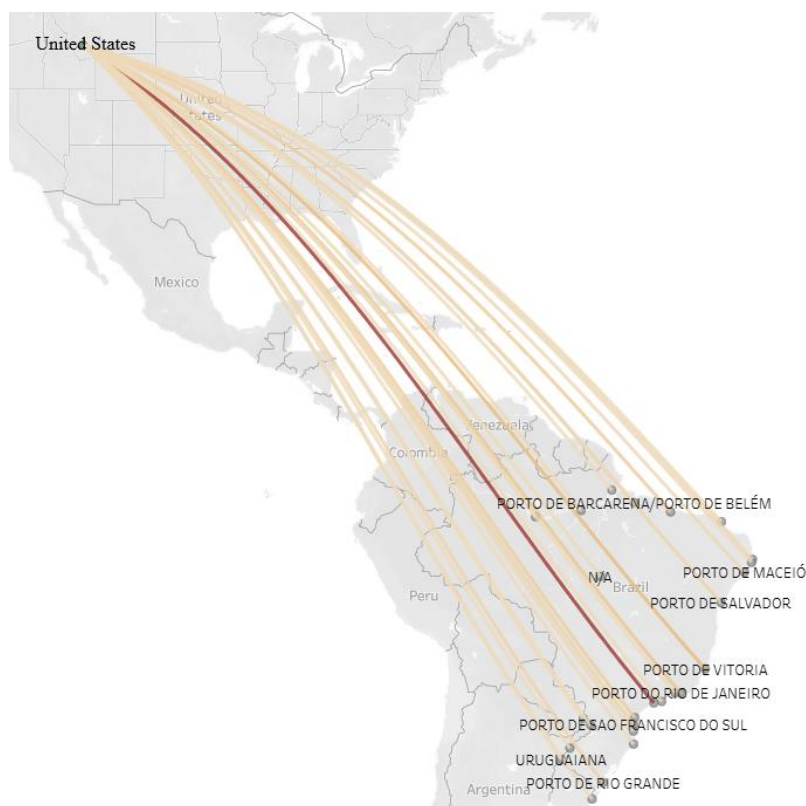 United States
United
States
Mexico
Venezuela
Colombia
PORTO DE BARCARENA/PORTO DE BELÉM
N/A
Brazil
PORTO DE MACEIÓ
Peru
PORTO DE SALVADOR
PORTO DE VITORIA
PORTO DO RIO DE JANEIRO
PORTO DE SAO FRANCISCO DO SUL
URUGUAIANA
PORTO DE RIO GRANDE
Argentina